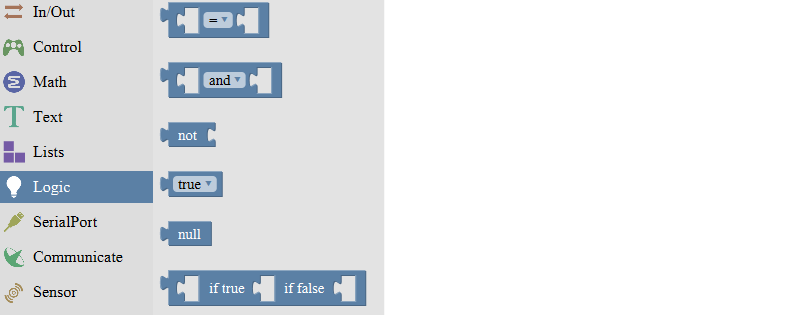 In/Out
Control
Math
Text
Lists
Logic
SerialPort
Communicate
Sensor
=
and
not
true
null
if true if false